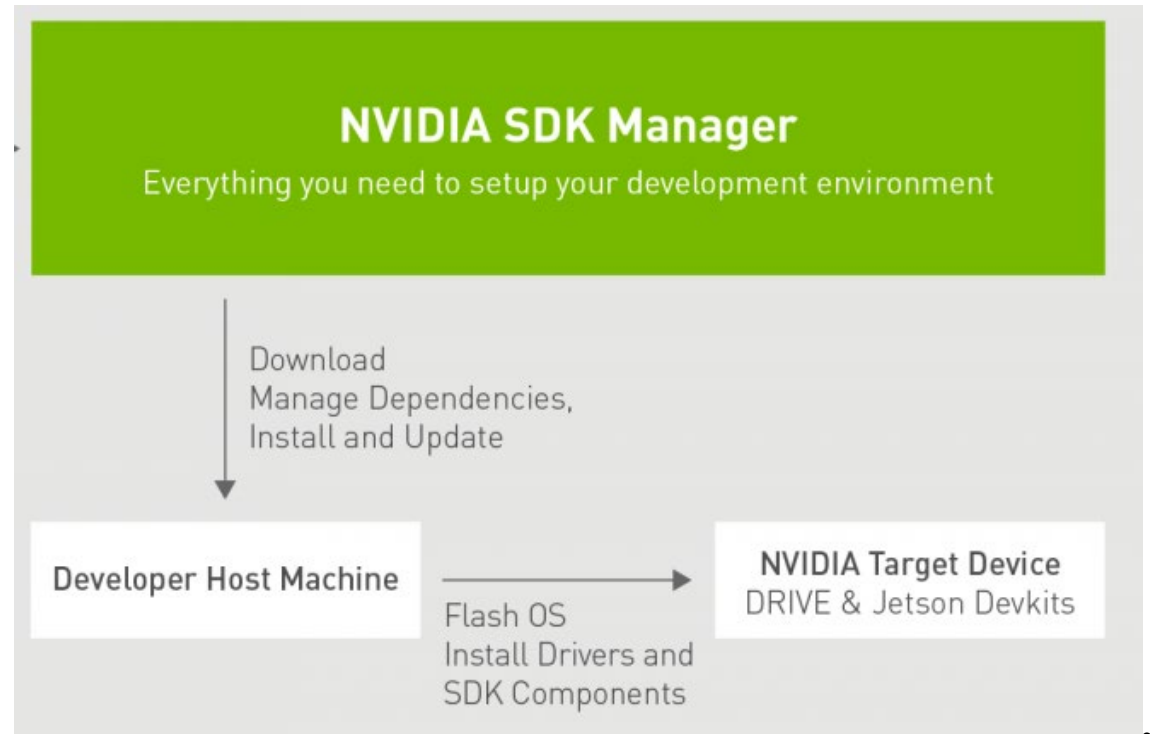 NVIDIA SDK Manager
Everything you need to setup your development environment
Download
Manage Dependencies,
Install and Update
Developer Host Machine
Flash OS
Install Drivers and
SDK Components
NVIDIA Target Device
DRIVE & Jetson Devkits